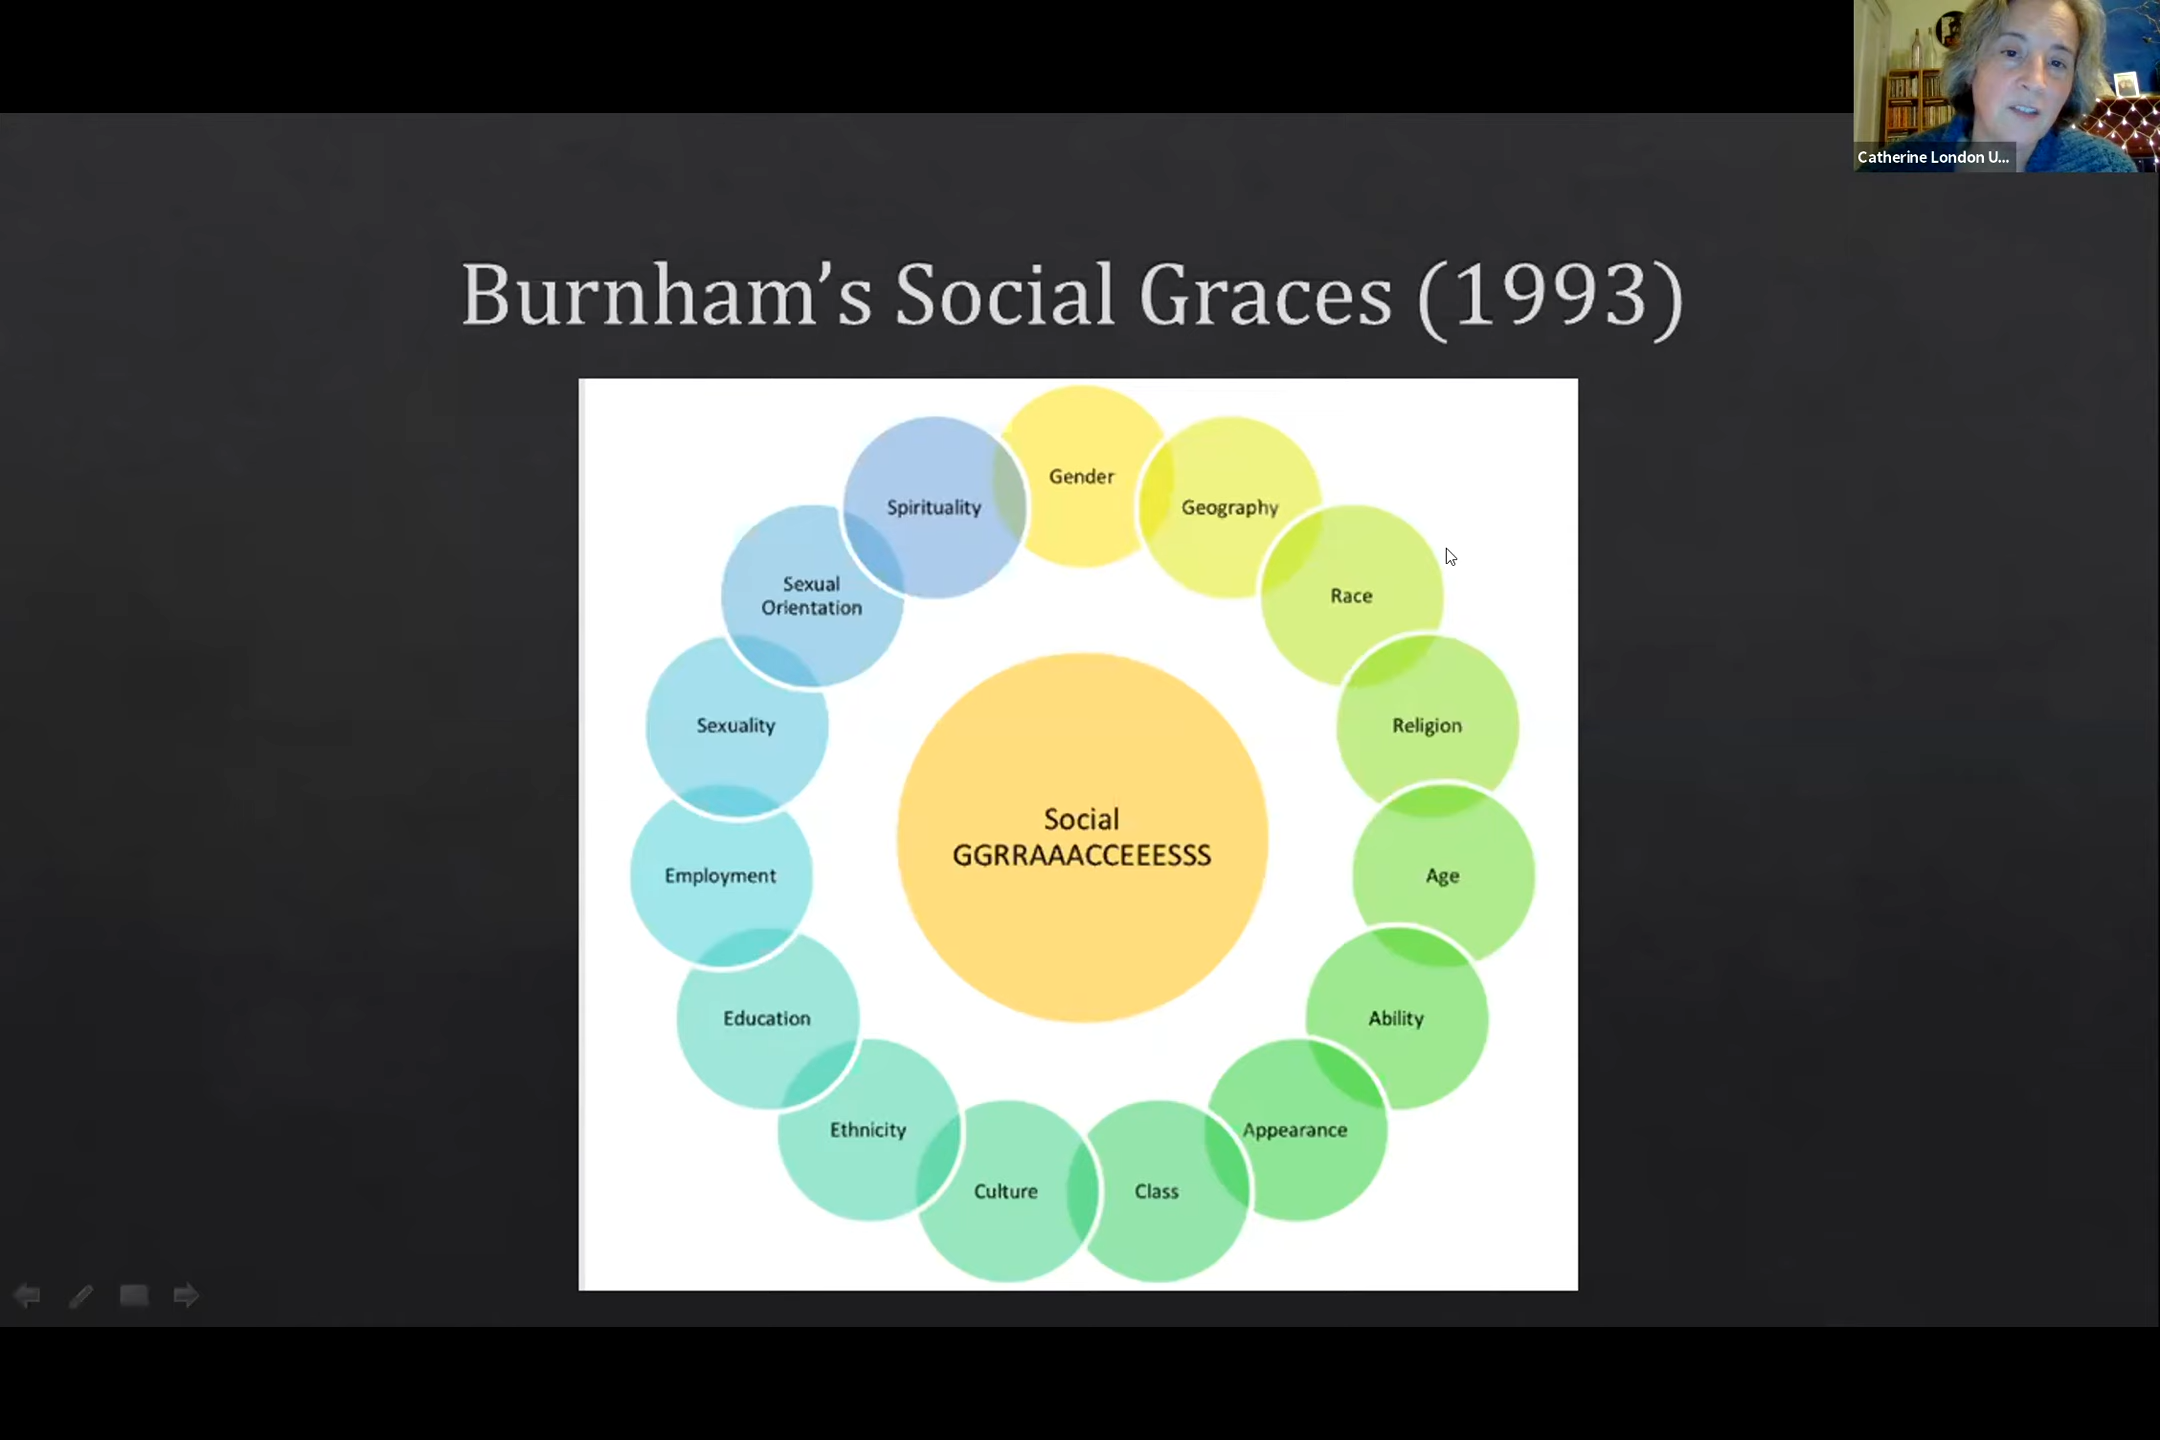 Catherine London U...
Burnham’s Social Graces (1993)
Gender
Geography
Race
Religion
Age
Ability
Appearance
Class
Culture
Ethnicity
Education
Employment
Sexuality
Sexual
Orientation
Spirituality
Social
GGRRAAACCEEESSS